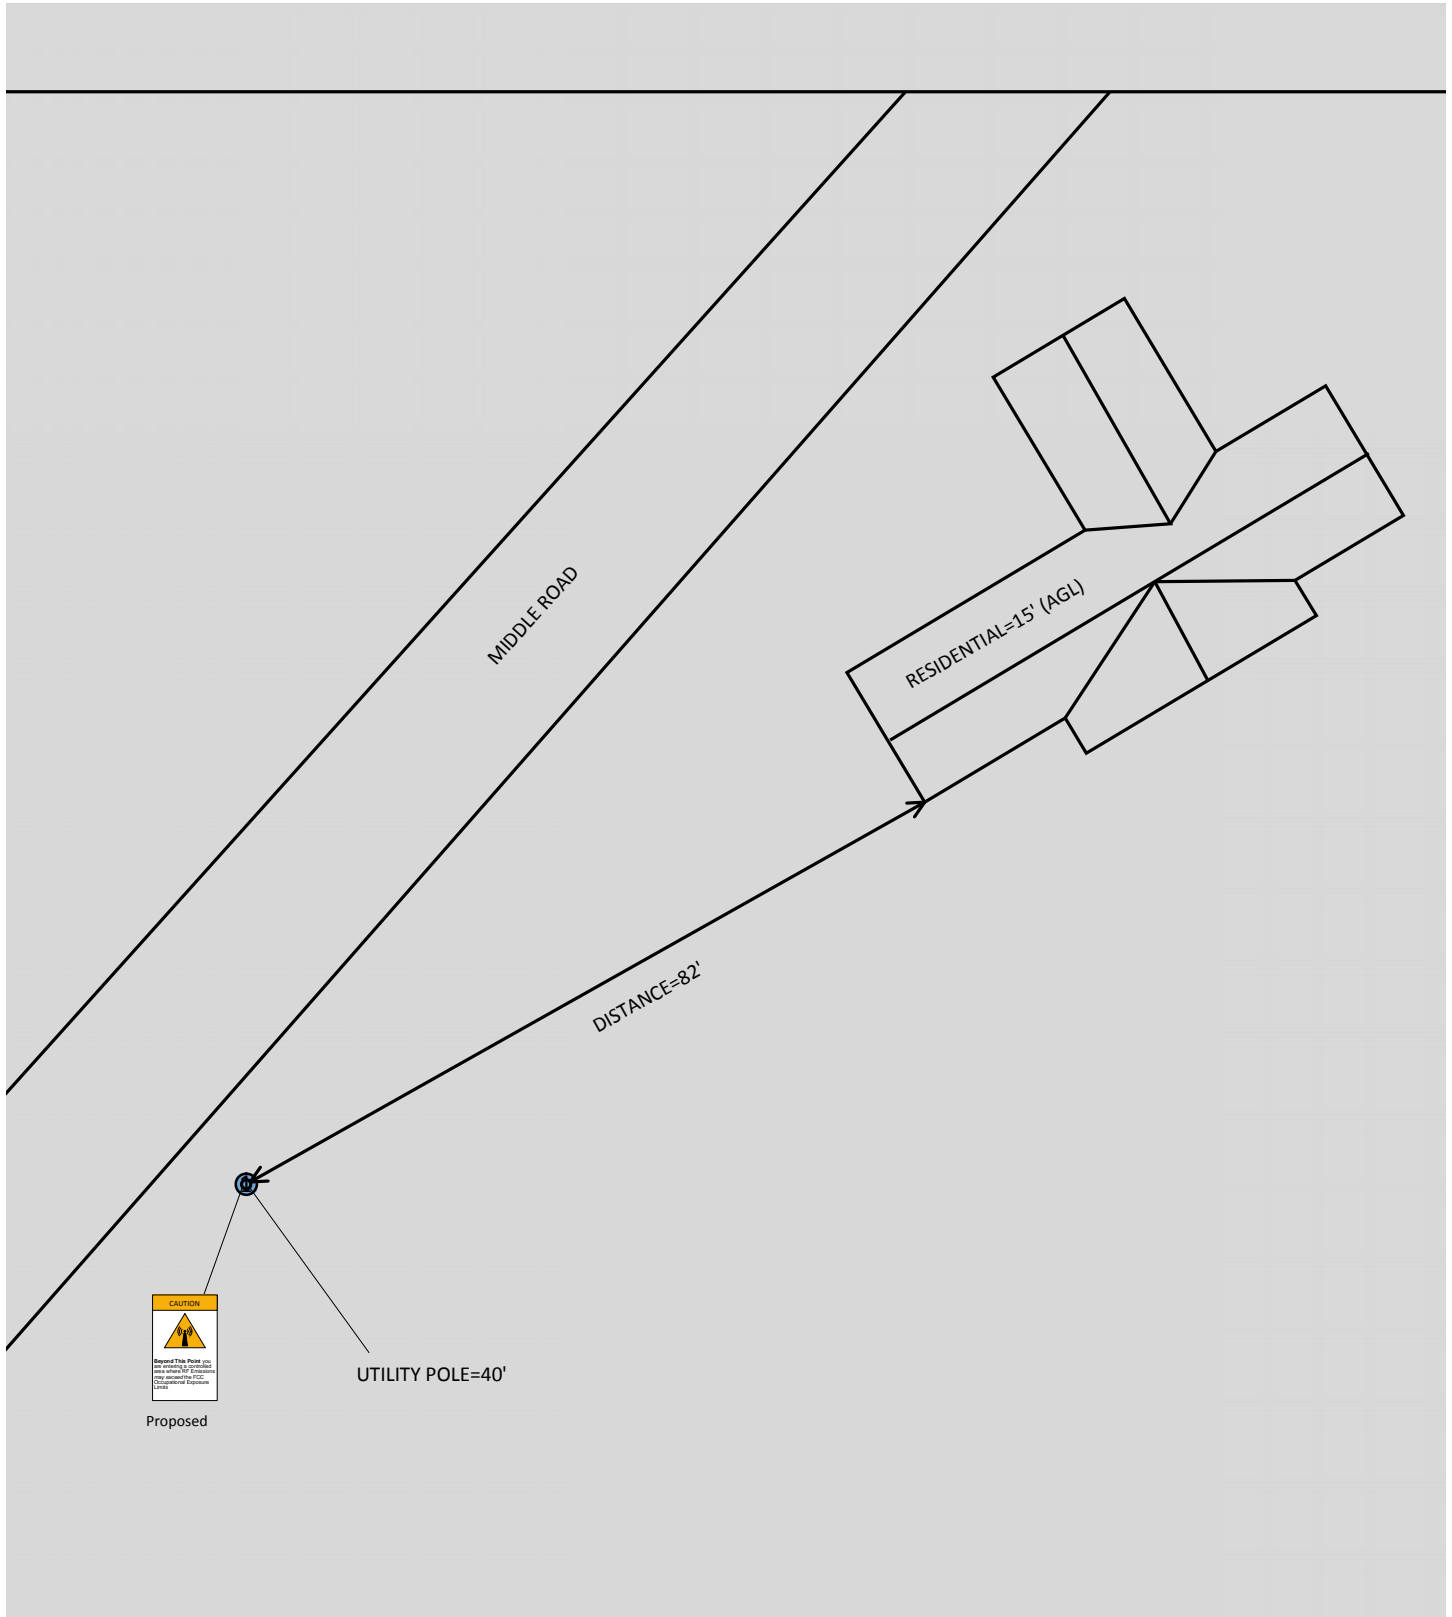 MIDDLE ROAD
RESIDENTIAL=15' (AGL)
DISTANCE=82'
CAUTION
Beyond This Point you
are entering a controlled
area where RF Emissions
may exceed the FCC
Occupational Exposure
Limits
Proposed
UTILITY POLE=40'